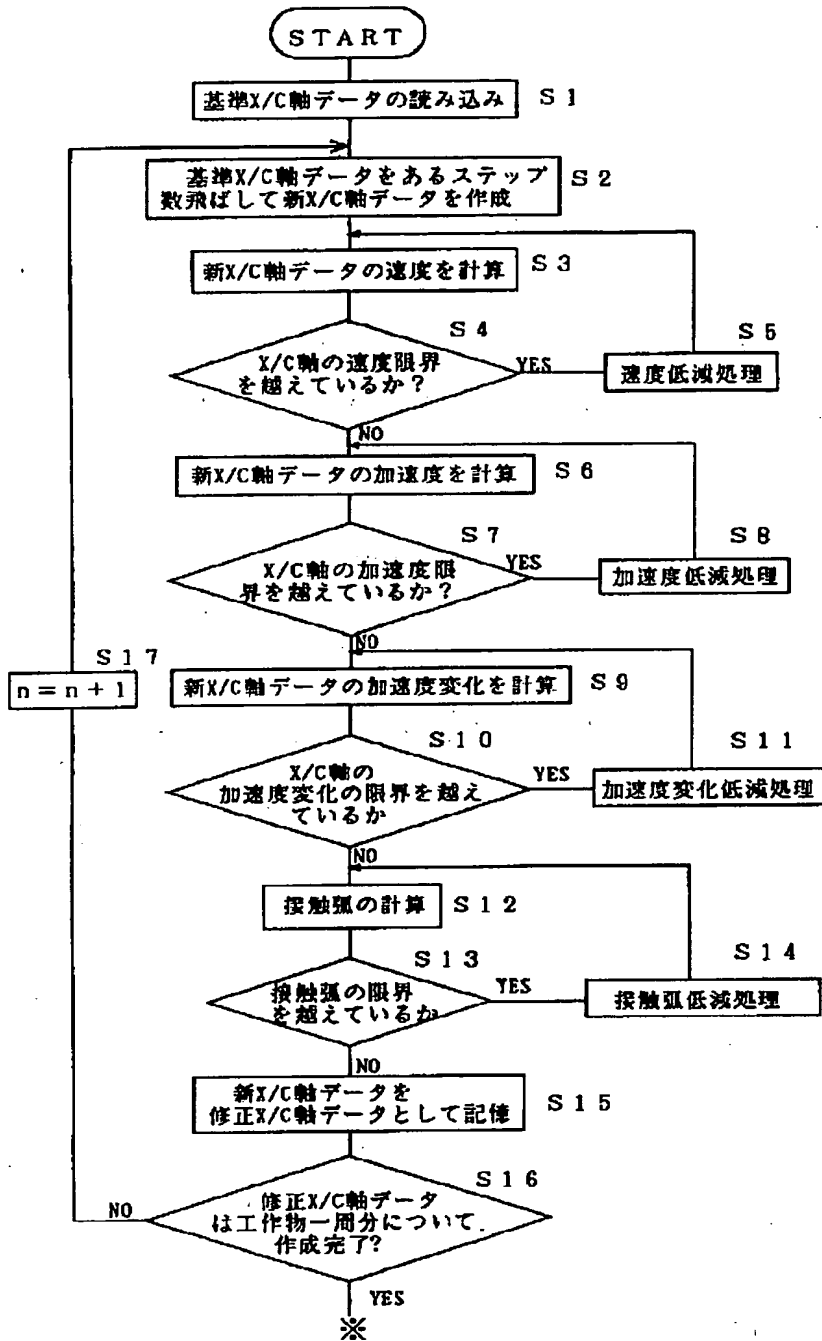 START
基準X/C軸データの読み込み
S1
基準X/C軸データをあるステップ
数飛ばして新X/C軸データを作成
S2
新X/C軸データの速度を計算
S3
S4
X/C軸の速度限界
を越えているか?
YES
S5
速度低減処理
NO
新X/C軸データの加速度を計算
S6
S7
X/C軸の加速度限
界を越えているか?
YES
S8
加速度低減処理
NO
S17
n=n+1
新X/C軸データの加速度変化を計算
S9
S10
X/C軸の
加速度変化の限界を越え
ているか
YES
S11
加速度変化低減処理
NO
接触弧の計算
S12
S13
接触弧の限界
を越えているか
YES
S14
接触弧低減処理
NO
新X/C軸データを
修正X/C軸データとして記憶
S15
S16
修正X/C軸データ
は工作物一周分について
作成完了?
NO
YES
※